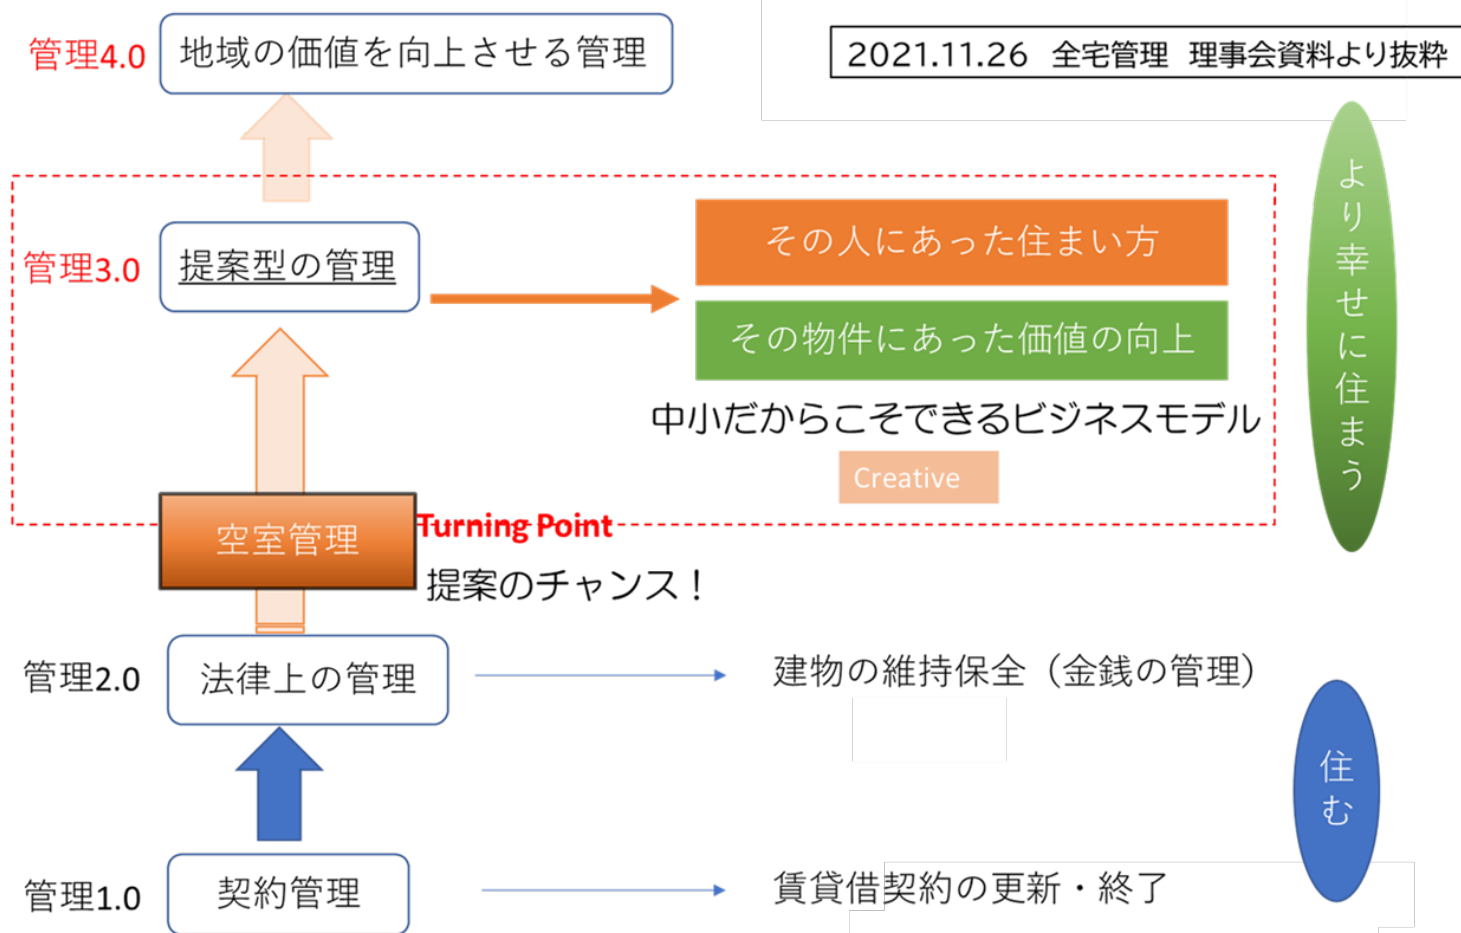 管理4.0
地域の価値を向上させる管理
2021.11.26 全宅管理 理事会資料より抜粋
管理3.0
提案型の管理
その人にあった住まい方
その物件にあった価値の向上
中小だからこそできるビジネスモデル
Creative
より幸せに住まう
空室管理
Turning Point
提案のチャンス！
管理2.0
法律上の管理
建物の維持保全（金銭の管理）
住む
管理1.0
契約管理
賃貸借契約の更新・終了